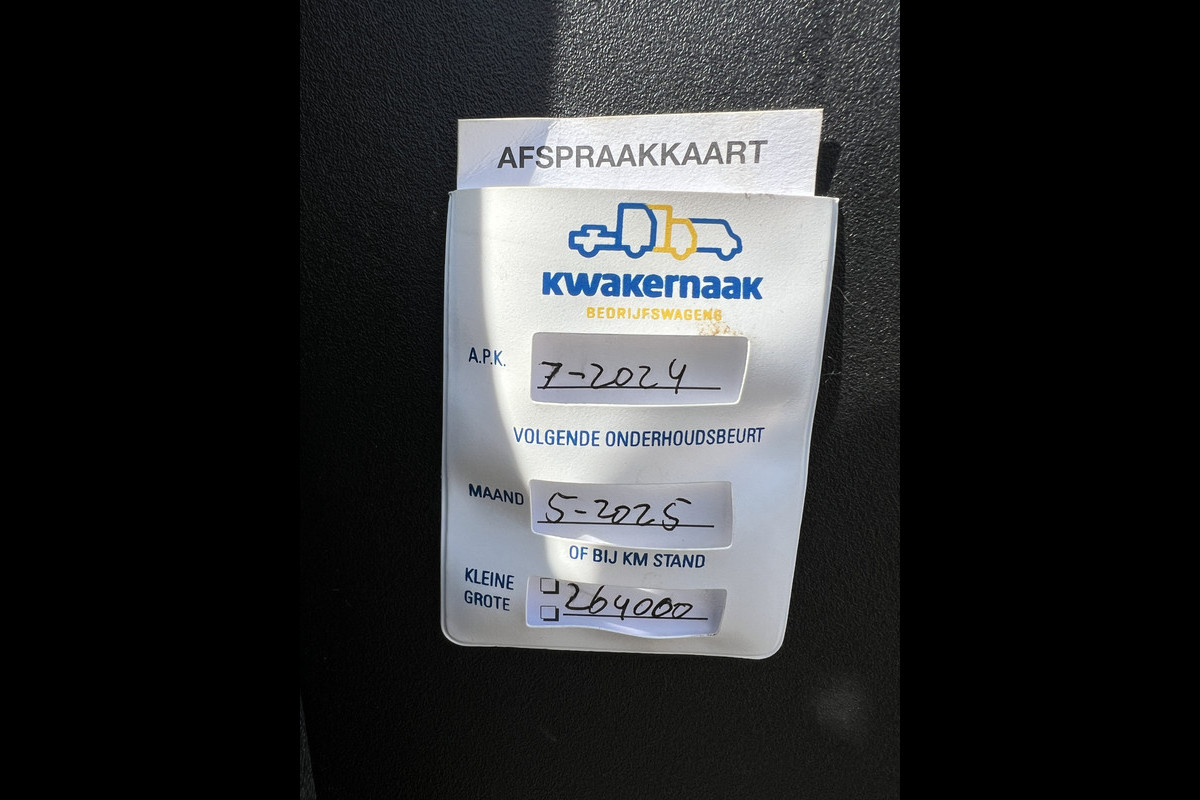 AFSPRAAKKAART
KWAKERNAAK
BEDRIJFSWAGENS
A.P.K. 7-2024
VOLGENDE ONDERHOUDSBEURT
MAAND 5-2025
OF BIJ KM STAND
KLEINE
GROTE 264000